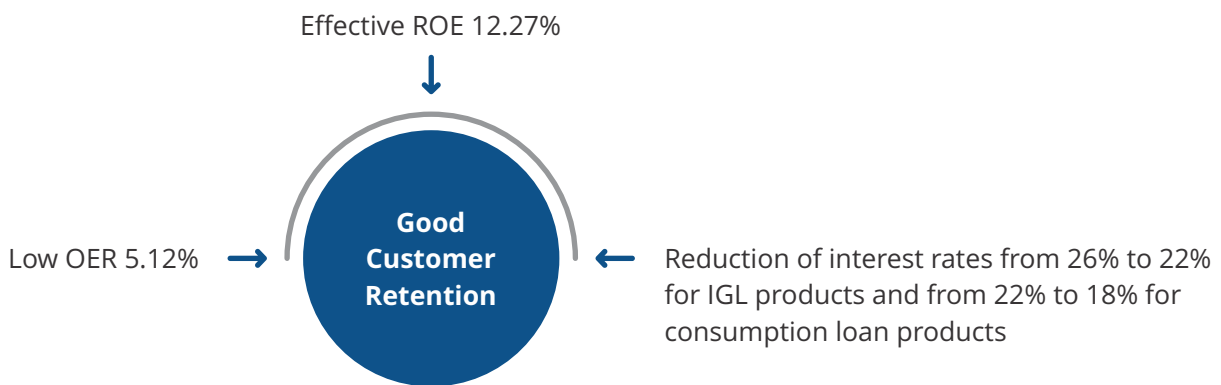 Effective ROE 12.27%
Good
Customer
Retention
Low OER 5.12%
Reduction of interest rates from 26% to 22%
for IGL products and from 22% to 18% for
consumption loan products